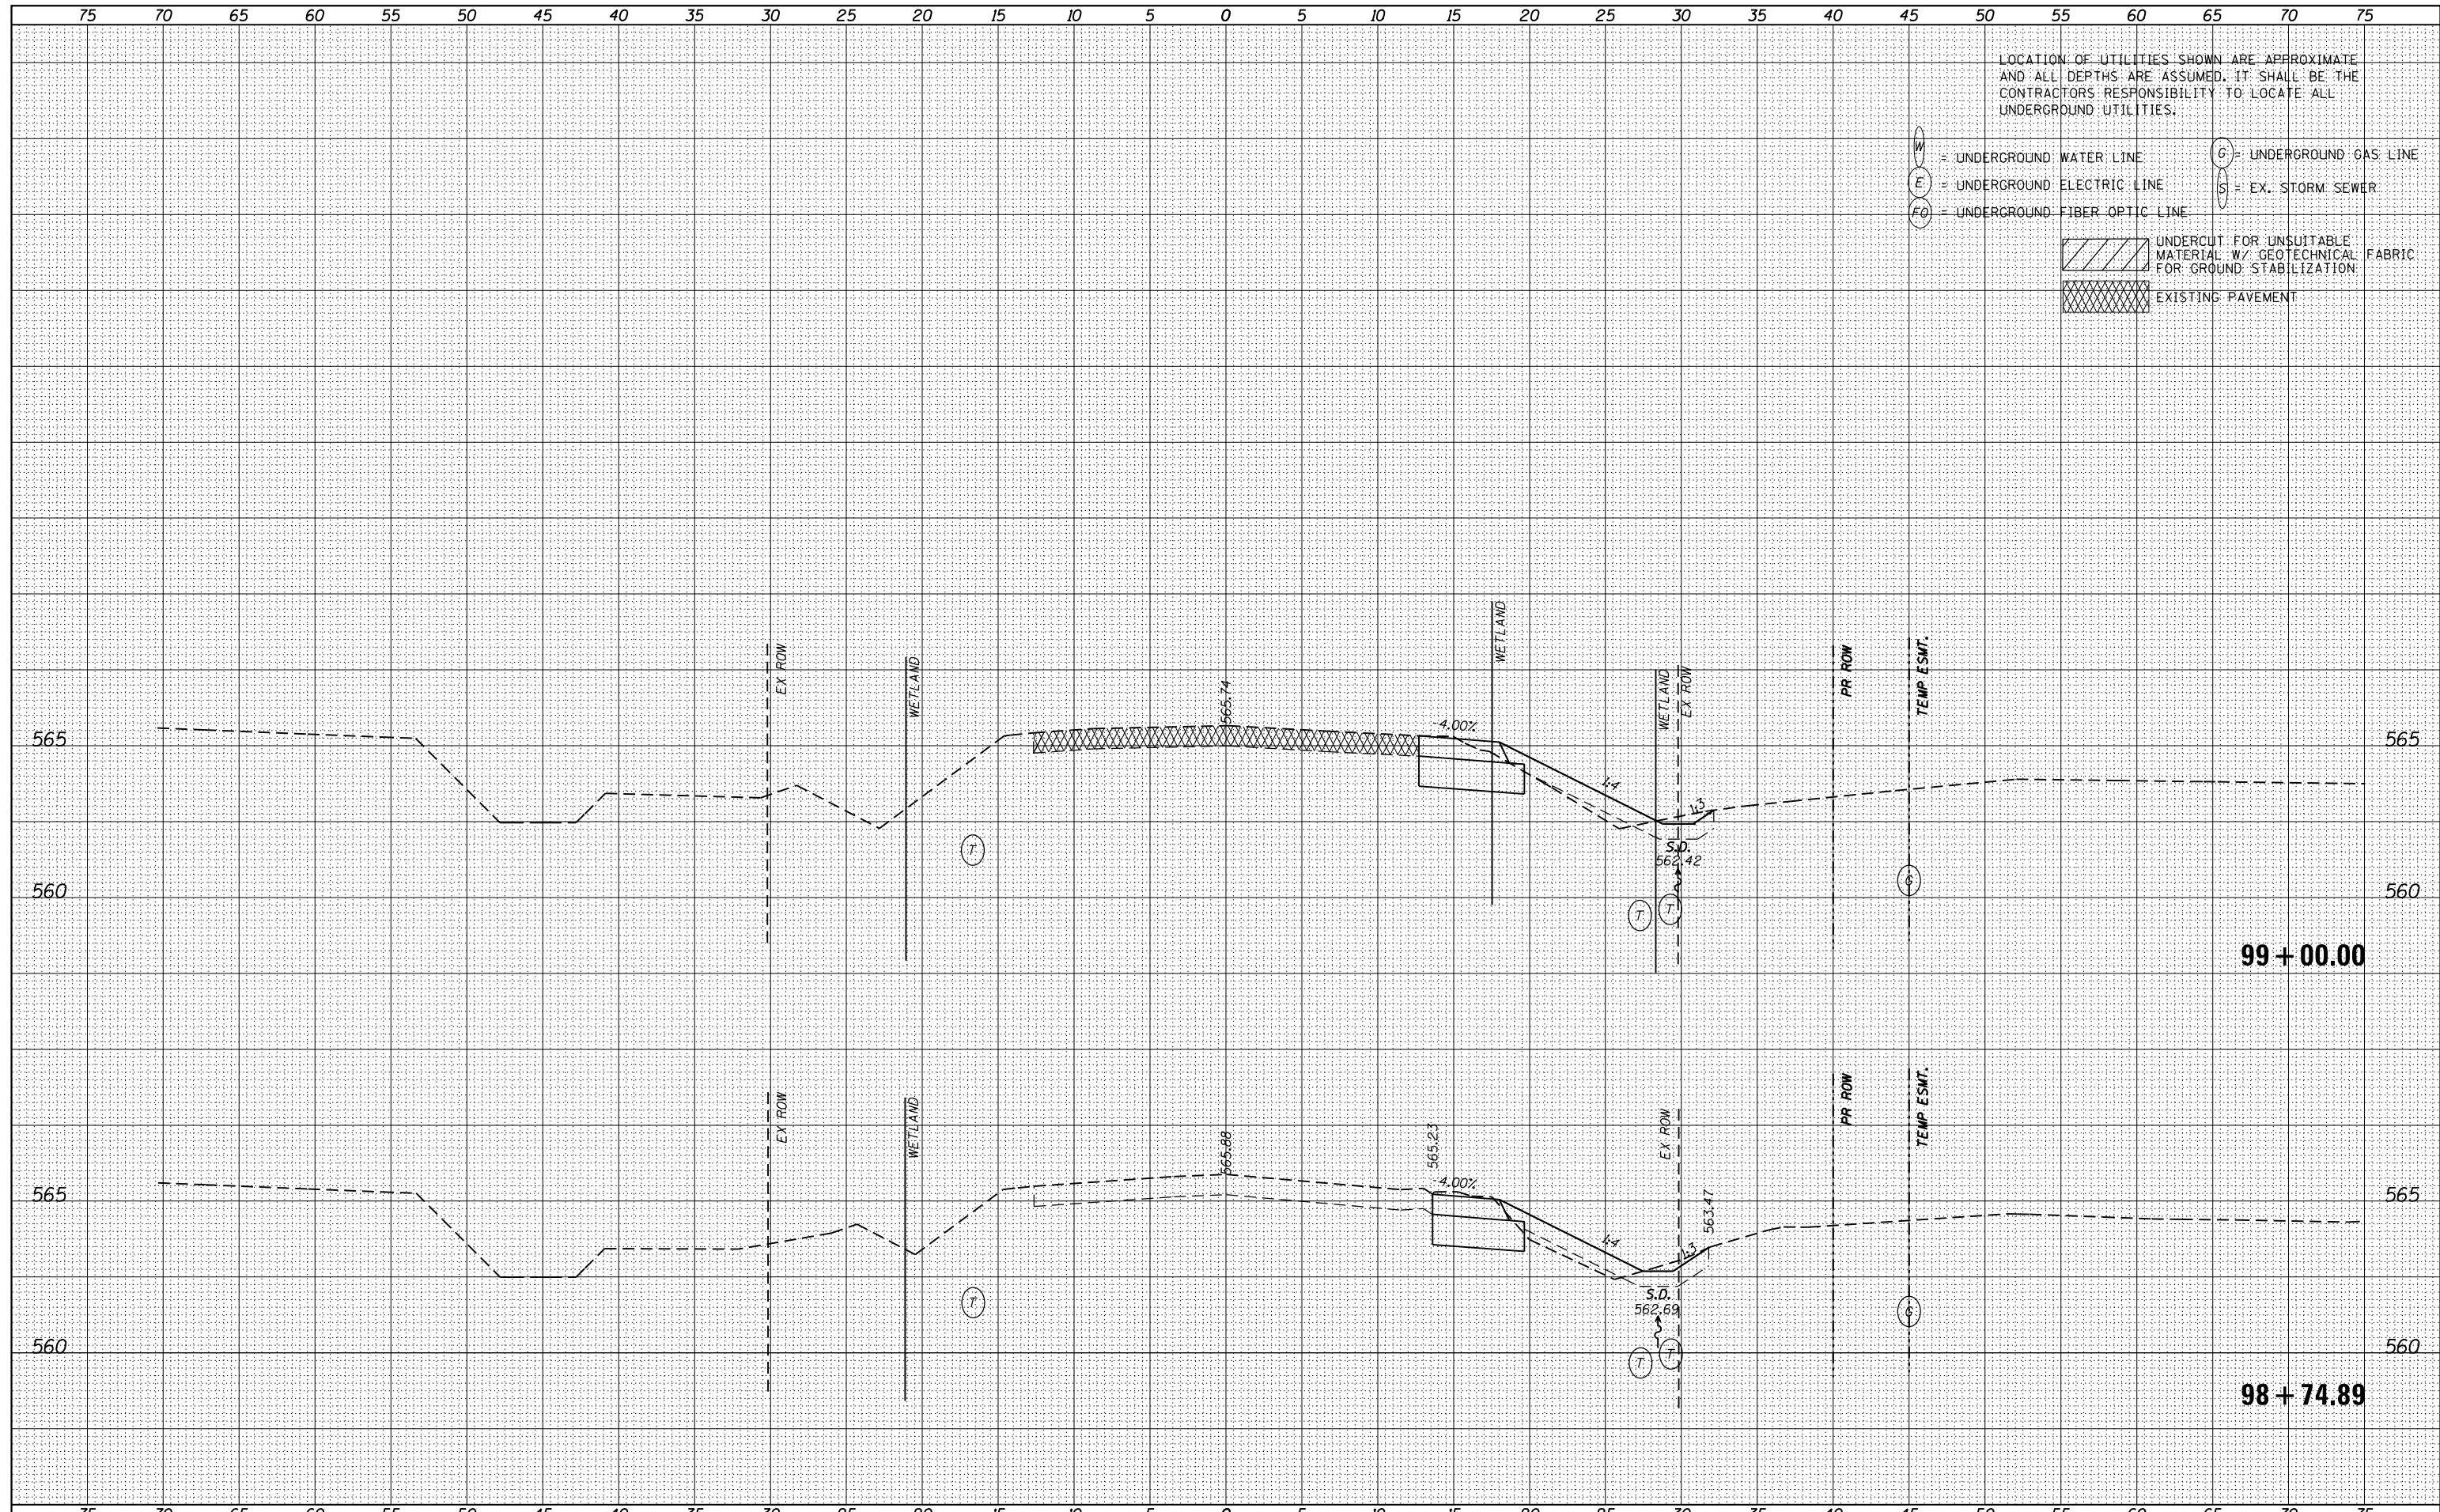 75 70 65 60 55 50 45 40 35 30 25 20 15 10 5 0 5 10 15 20 25 30 35 40 45 50 55 60 65 70 75
LOCATION OF UTILITIES SHOWN ARE APPROXIMATE
AND ALL DEPTHS ARE ASSUMED. IT SHALL BE THE
CONTRACTORS RESPONSIBILITY TO LOCATE ALL
UNDERGROUND UTILITIES.
W = UNDERGROUND WATER LINE
G = UNDERGROUND GAS LINE
E = UNDERGROUND ELECTRIC LINE
S = EX. STORM SEWER
FO = UNDERGROUND FIBER OPTIC LINE
UNDERCUT FOR UNSUITABLE
MATERIAL W/ GEOTECHNICAL FABRIC
FOR GROUND STABILIZATION
EXISTING PAVEMENT
EX ROW
WETLAND
565.74
WETLAND
WETLAND
EX ROW
PR ROW
TEMP ESMT.
-4.00%
565
565
1:4
1:3
T
S.D.
562.42
G
560
560
T
T
99+00.00
EX ROW
WETLAND
565.88
565.23
EX ROW
PR ROW
TEMP ESMT.
-4.00%
565
565
563.47
1:4
1:3
T
S.D.
562.69
G
560
560
T
T
98+74.89
75 70 65 60 55 50 45 40 35 30 25 20 15 10 5 0 5 10 15 20 25 30 35 40 45 50 55 60 65 70 75